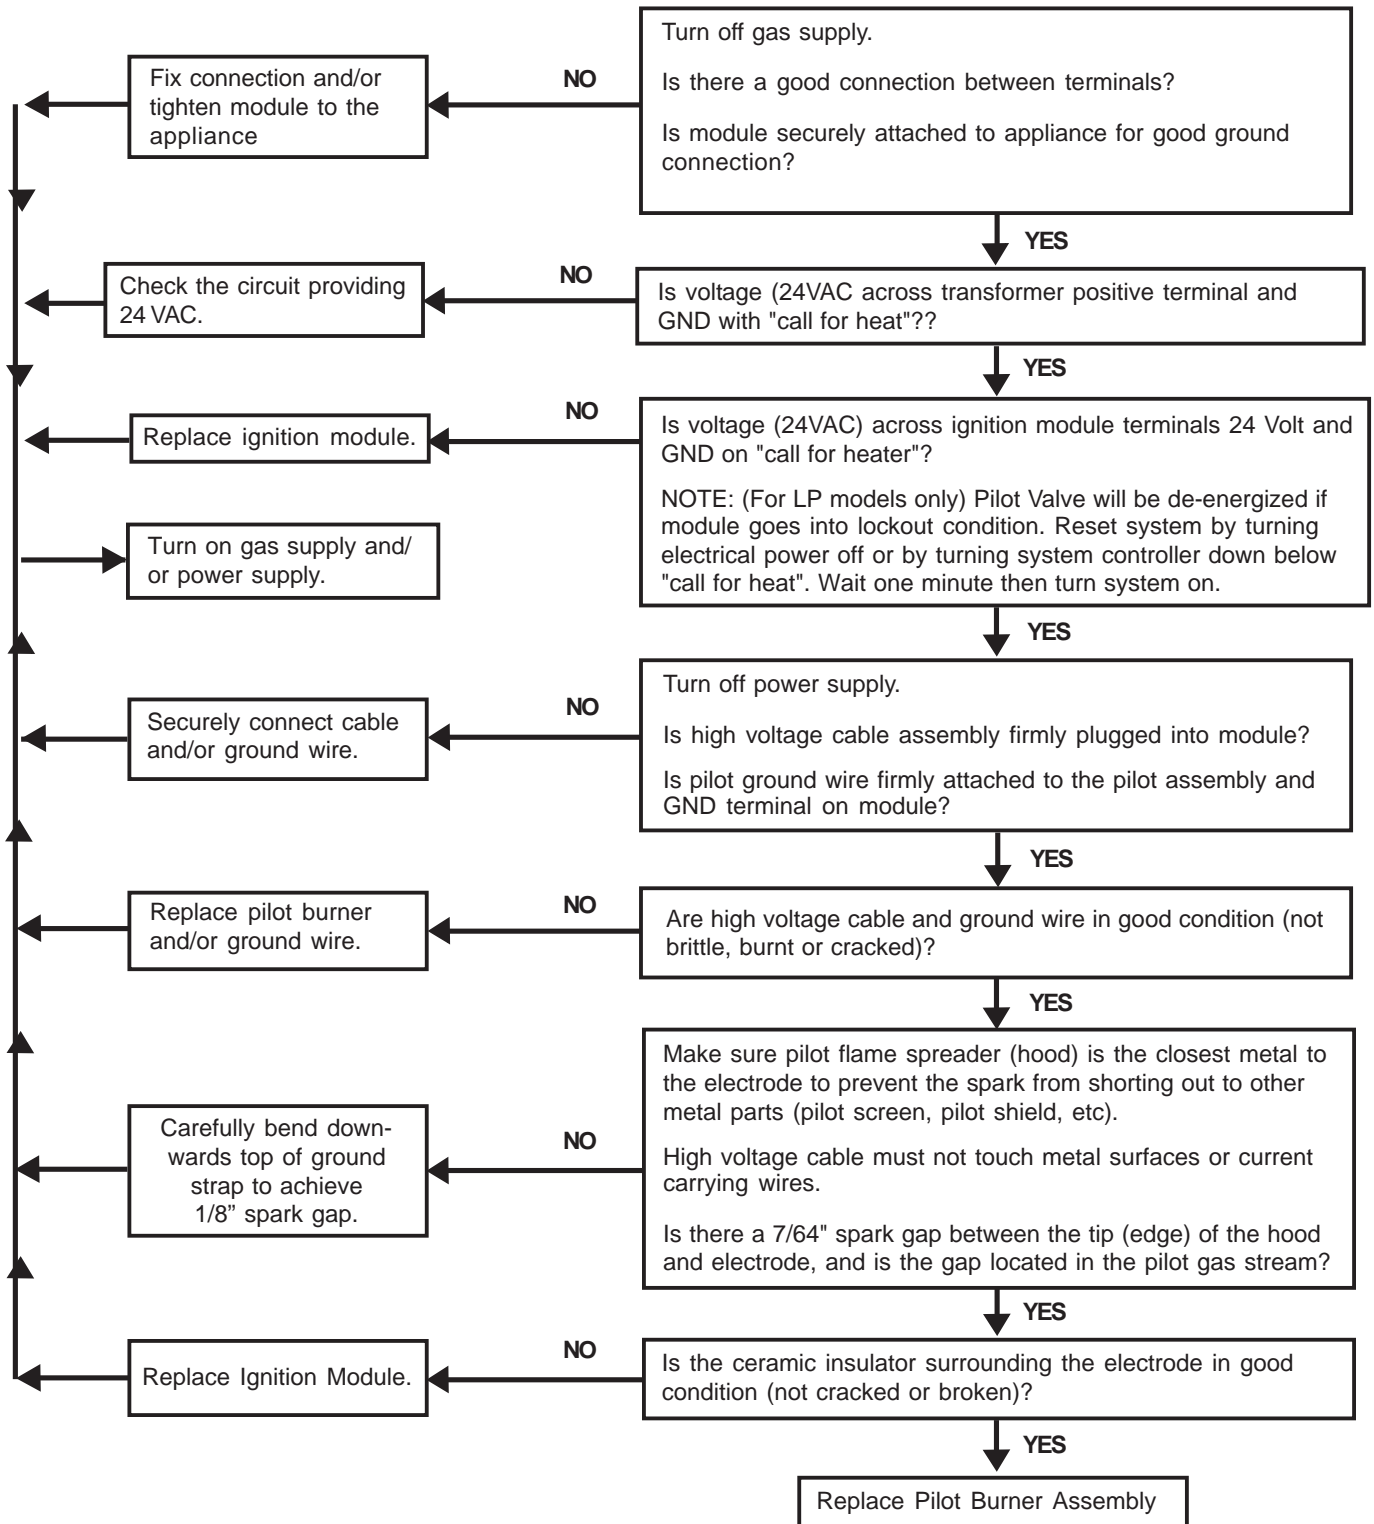 Turn off gas supply.
Is there a good connection between terminals?
Is module securely attached to appliance for good ground
connection?
NO
Fix connection and/or
tighten module to the
appliance
YES
Is voltage (24VAC across transformer positive terminal and
GND with "call for heat"??
NO
Check the circuit providing
24 VAC.
YES
Is voltage (24VAC) across ignition module terminals 24 Volt and
GND on "call for heater"?
NOTE: (For LP models only) Pilot Valve will be de-energized if
module goes into lockout condition. Reset system by turning
electrical power off or by turning system controller down below
"call for heat". Wait one minute then turn system on.
NO
Replace ignition module.
Turn on gas supply and/
or power supply.
YES
Turn off power supply.
Is high voltage cable assembly firmly plugged into module?
Is pilot ground wire firmly attached to the pilot assembly and
GND terminal on module?
NO
Securely connect cable
and/or ground wire.
YES
Are high voltage cable and ground wire in good condition (not
brittle, burnt or cracked)?
NO
Replace pilot burner
and/or ground wire.
YES
Make sure pilot flame spreader (hood) is the closest metal to
the electrode to prevent the spark from shorting out to other
metal parts (pilot screen, pilot shield, etc).
High voltage cable must not touch metal surfaces or current
carrying wires.
Is there a 7/64" spark gap between the tip (edge) of the hood
and electrode, and is the gap located in the pilot gas stream?
NO
Carefully bend down-
wards top of ground
strap to achieve
1/8” spark gap.
YES
Is the ceramic insulator surrounding the electrode in good
condition (not cracked or broken)?
NO
Replace Ignition Module.
YES
Replace Pilot Burner Assembly